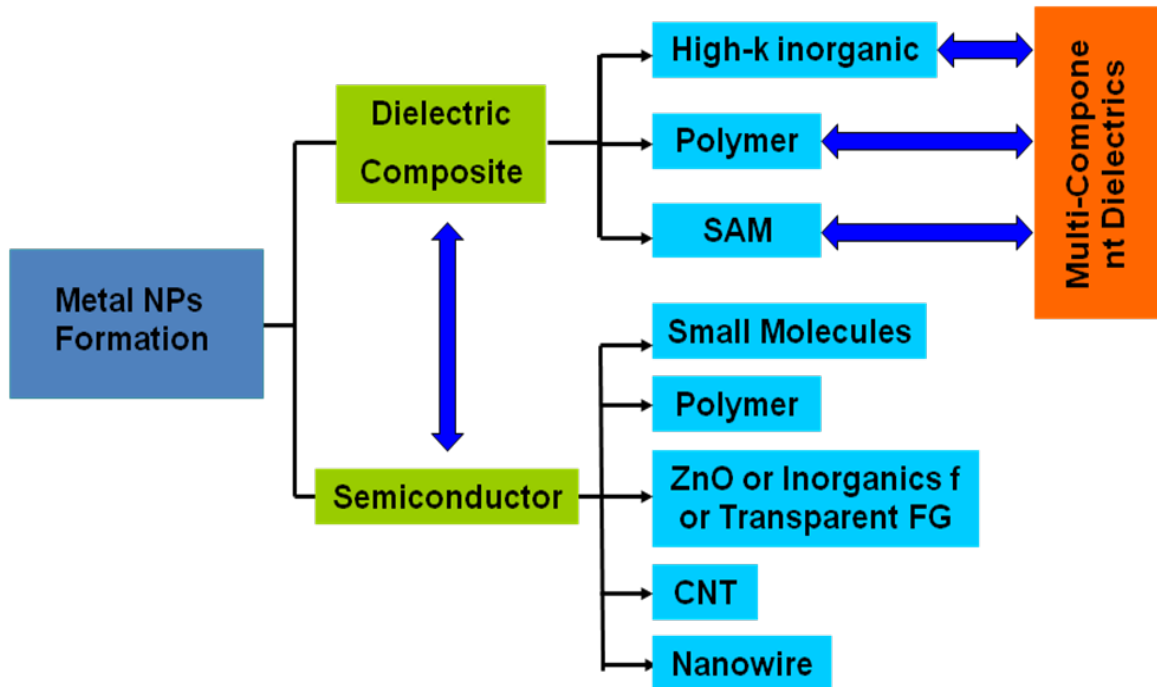 Metal NPs
Formation
Dielectric
Composite
Semiconductor
High-k inorganic
Polymer
SAM
Small Molecules
Polymer
ZnO or Inorganics f
or Transparent FG
CNT
Nanowire
Multi-Compone
nt Dielectrics